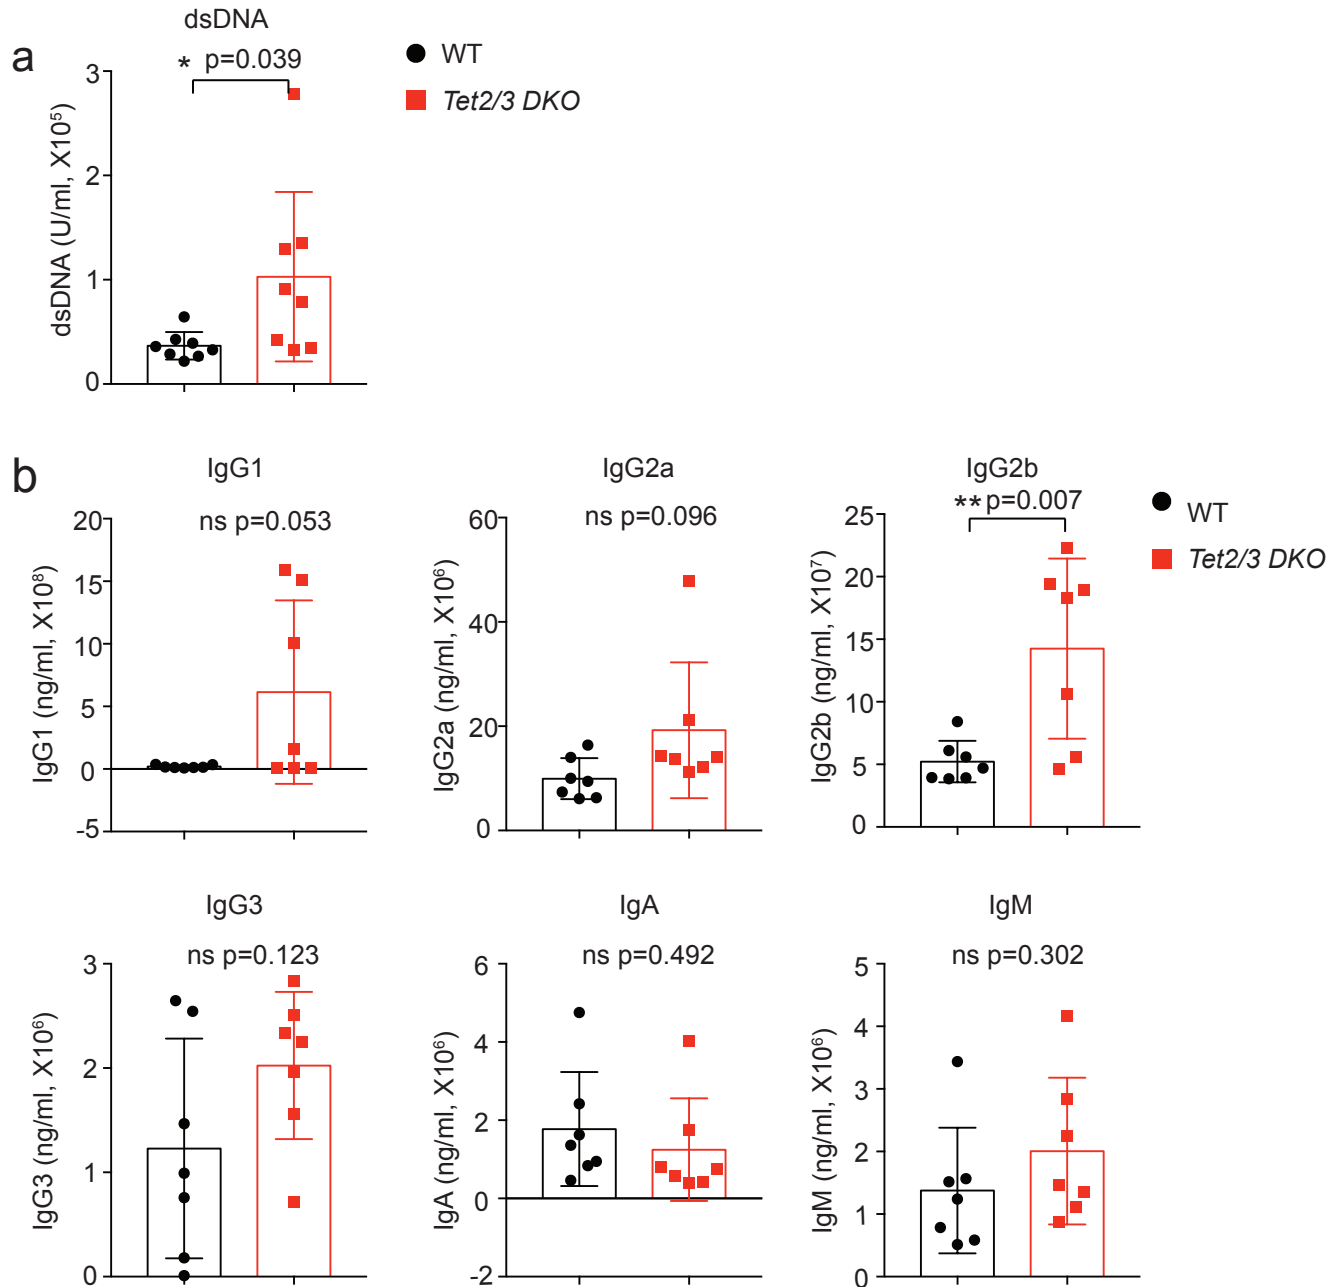 a
dsDNA
* p=0.039
WT
Tet2/3 DKO
dsDNA (U/ml, X10⁵)
3
2
1
0
b
IgG1
ns p=0.053
IgG1 (ng/ml, X10⁸)
20
15
10
5
0
-5
IgG2a
ns p=0.096
IgG2a (ng/ml, X10⁶)
60
40
20
0
IgG2b
** p=0.007
IgG2b (ng/ml, X10⁷)
25
20
15
10
5
0
WT
Tet2/3 DKO
IgG3
ns p=0.123
IgG3 (ng/ml, X10⁶)
3
2
1
0
IgA
ns p=0.492
IgA (ng/ml, X10⁶)
6
4
2
0
-2
IgM
ns p=0.302
IgM (ng/ml, X10⁶)
5
4
3
2
1
0